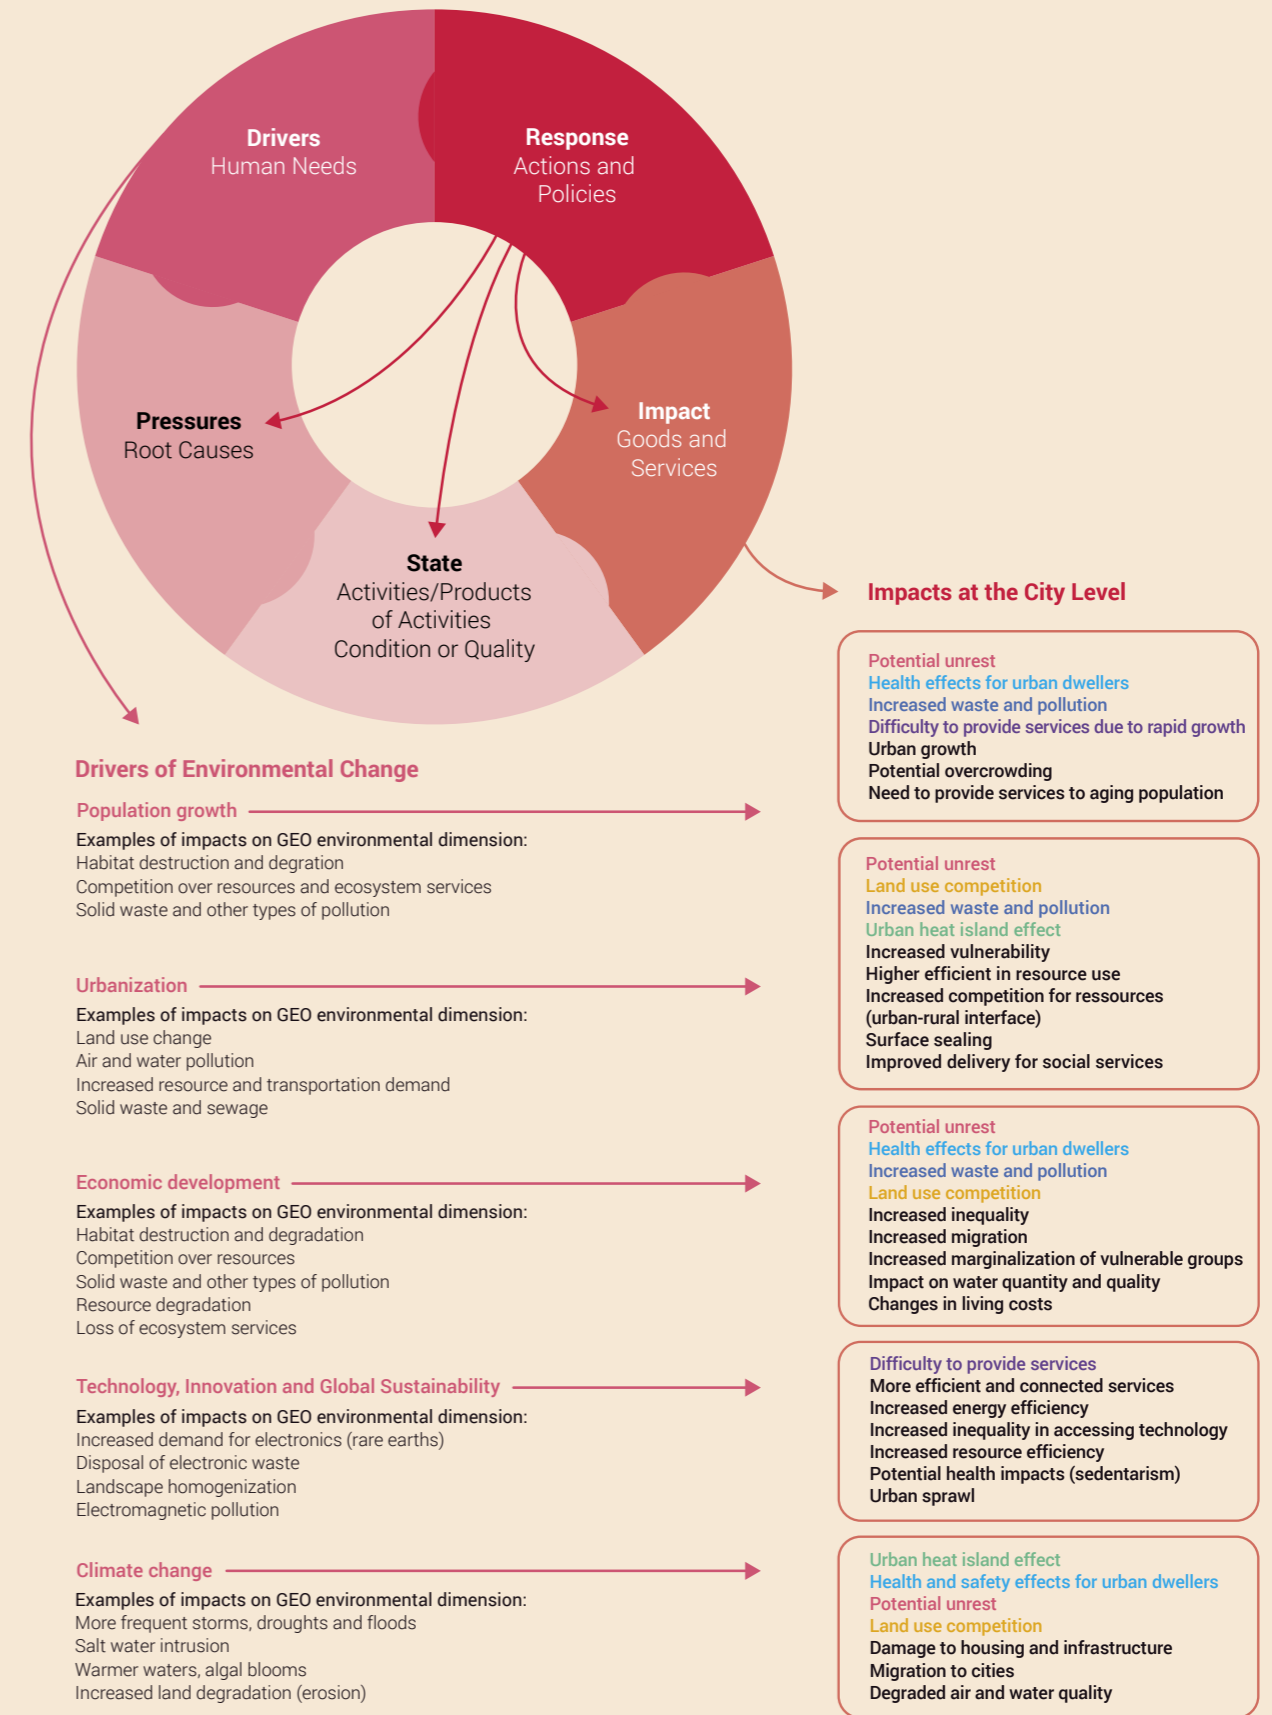 Drivers
Human Needs
Response
Actions and
Policies
Pressures
Root Causes
Impact
Goods and
Services
State
Activities/Products
of Activities
Condition or Quality
Drivers of Environmental Change
Population growth
Examples of impacts on GEO environmental dimension:
Habitat destruction and degration
Competition over resources and ecosystem services
Solid waste and other types of pollution
Urbanization
Examples of impacts on GEO environmental dimension:
Land use change
Air and water pollution
Increased resource and transportation demand
Solid waste and sewage
Economic development
Examples of impacts on GEO environmental dimension:
Habitat destruction and degradation
Competition over resources
Solid waste and other types of pollution
Resource degradation
Loss of ecosystem services
Technology, Innovation and Global Sustainability
Examples of impacts on GEO environmental dimension:
Increased demand for electronics (rare earths)
Disposal of electronic waste
Landscape homogenization
Electromagnetic pollution
Climate change
Examples of impacts on GEO environmental dimension:
More frequent storms, droughts and floods
Salt water intrusion
Warmer waters, algal blooms
Increased land degradation (erosion)
Impacts at the City Level
Potential unrest
Health effects for urban dwellers
Increased waste and pollution
Difficulty to provide services due to rapid growth
Urban growth
Potential overcrowding
Need to provide services to aging population
Potential unrest
Land use competition
Increased waste and pollution
Urban heat island effect
Increased vulnerability
Higher efficient in resource use
Increased competition for ressources
(urban-rural interface)
Surface sealing
Improved delivery for social services
Potential unrest
Health effects for urban dwellers
Increased waste and pollution
Land use competition
Increased inequality
Increased migration
Increased marginalization of vulnerable groups
Impact on water quantity and quality
Changes in living costs
Difficulty to provide services
More efficient and connected services
Increased energy efficiency
Increased inequality in accessing technology
Increased resource efficiency
Potential health impacts (sedentarism)
Urban sprawl
Urban heat island effect
Health and safety effects for urban dwellers
Potential unrest
Land use competition
Damage to housing and infrastructure
Migration to cities
Degraded air and water quality